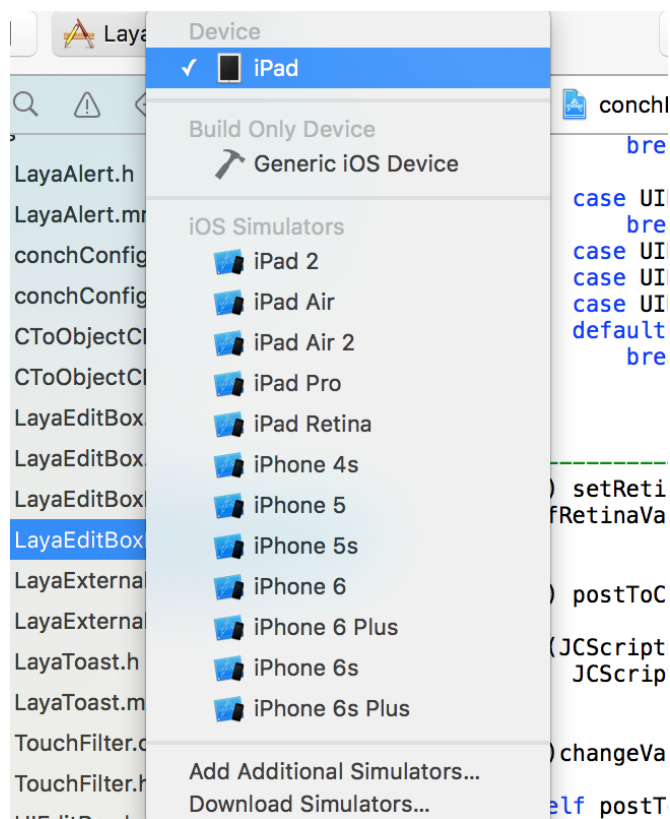 Device
iPad
Build Only Device
Generic iOS Device
iOS Simulators
iPad 2
iPad Air
iPad Air 2
iPad Pro
iPad Retina
iPhone 4s
iPhone 5
iPhone 5s
iPhone 6
iPhone 6 Plus
iPhone 6s
iPhone 6s Plus
Add Additional Simulators...
Download Simulators...
Laya
LayaAlert.h
LayaAlert.m
conchConfig
conchConfig
CToObjectC
CToObjectC
LayaEditBox.
LayaEditBox.
LayaEditBox
LayaEditBox
LayaExternal
LayaExternal
LayaToast.h
LayaToast.m
TouchFilter.c
TouchFilter.h
conch
bre
case UI
bre
case UI
case UI
case UI
default
bre
) setReti
fRetinaVa
) postToC
(JCScript
JCScrip
)changeVa
elf postT